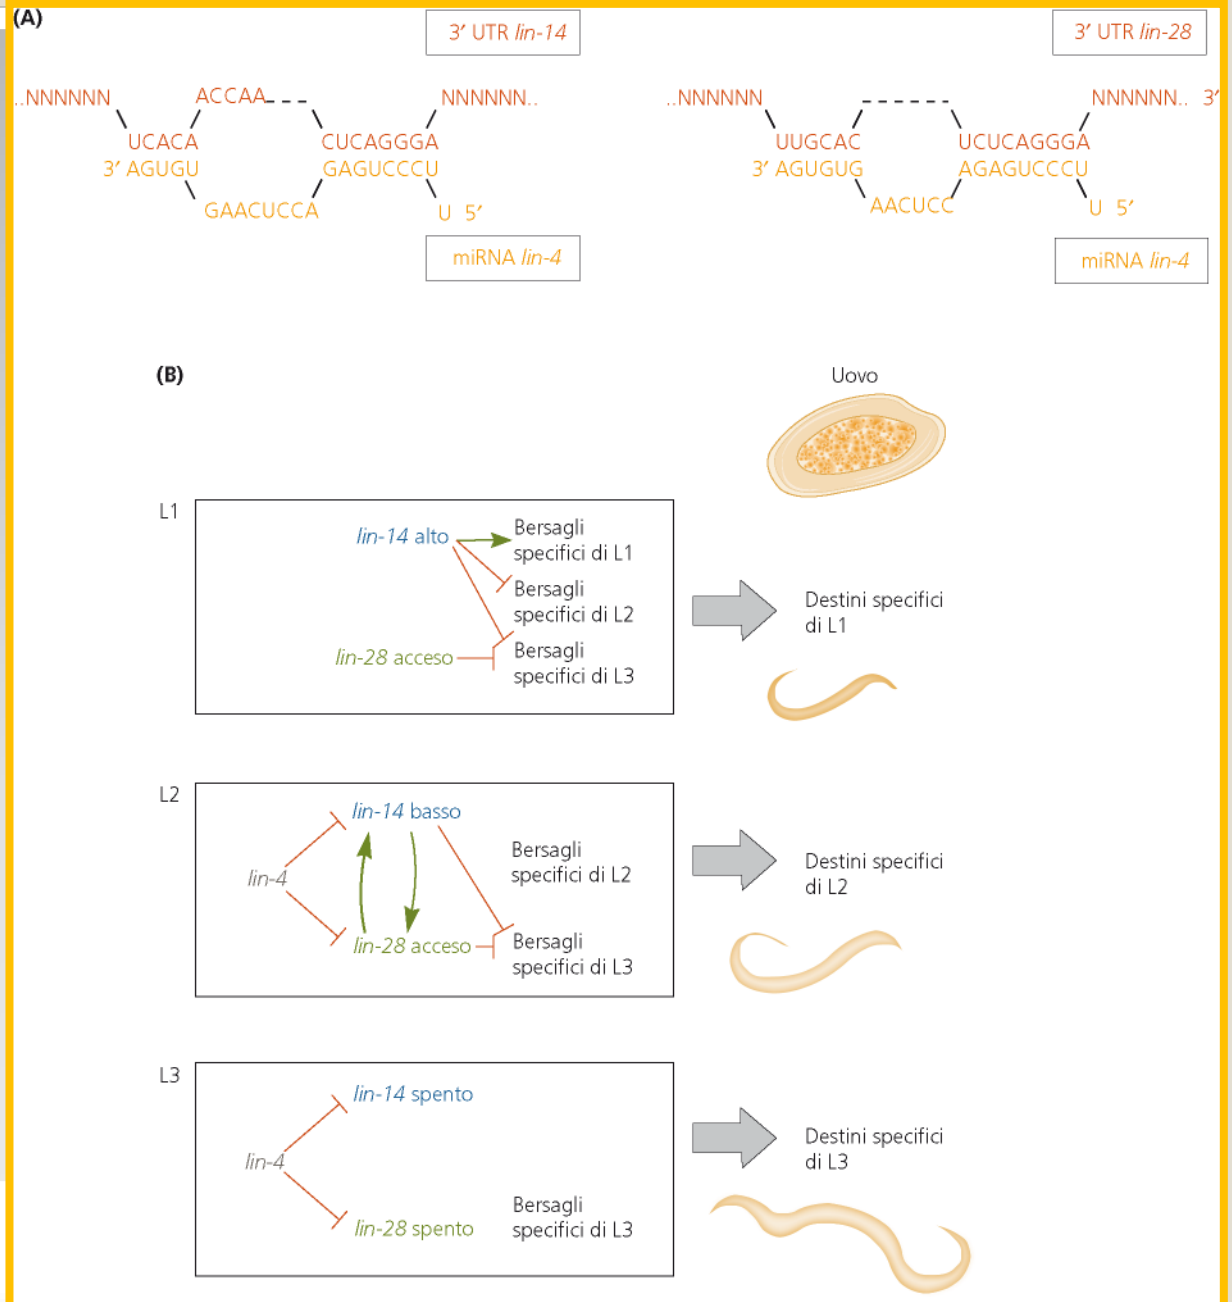 (A)
3′ UTR lin-14
3′ UTR lin-28
..NNNNNN ACCAA---- NNNNNN..
UCACA CUCAGGGA
3′ AGUGU GAGUCCCU
GAACUCCA U 5′
miRNA lin-4
..NNNNNN ------ NNNNNN.. 3′
UUGCAC UCUCAGGGA
3′ AGUGUG AGAGUCCCU
AACUCC U 5′
miRNA lin-4
(B)
Uovo
L1
lin-14 alto
Bersagli
specifici di L1
Bersagli
specifici di L2
lin-28 acceso
Bersagli
specifici di L3
Destini specifici
di L1
L2
lin-14 basso
Bersagli
specifici di L2
lin-4
lin-28 acceso
Bersagli
specifici di L3
Destini specifici
di L2
L3
lin-14 spento
lin-4
lin-28 spento
Bersagli
specifici di L3
Destini specifici
di L3